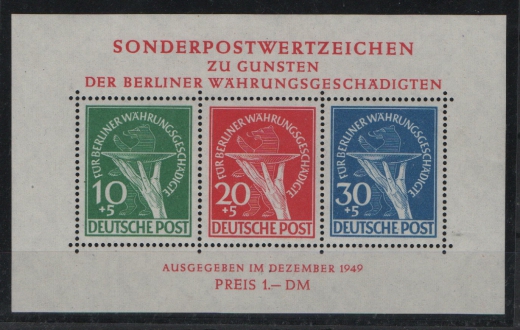 SONDERPOSTWERTZEICHEN
ZU GUNSTEN
DER BERLINER WÄHRUNGSGESCHÄDIGTEN
FÜR BERLINER WÄHRUNGSGESCHÄDIGTE
10
+5
DEUTSCHE POST
FÜR BERLINER WÄHRUNGSGESCHÄDIGTE
20
+5
DEUTSCHE POST
FÜR BERLINER WÄHRUNGSGESCHÄDIGTE
30
+5
DEUTSCHE POST
AUSGEGEBEN IM DEZEMBER 1949
PREIS 1.— DM